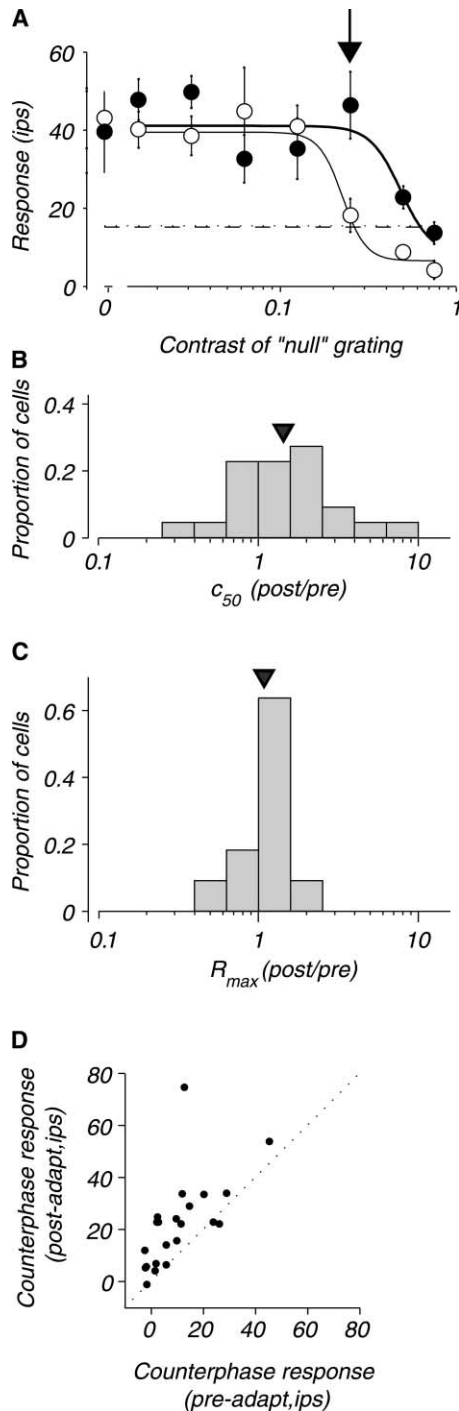 A
60
40
20
0
Response (ips)
0 0.1 1
Contrast of "null" grating
B
0.4
0.2
0
Proportion of cells
0.1 1 10
c50 (post/pre)
C
0.6
0.4
0.2
0
Proportion of cells
0.1 1 10
Rmax (post/pre)
D
80
60
40
20
0
Counterphase response
(post-adapt,ips)
0 20 40 60 80
Counterphase response
(pre-adapt,ips)